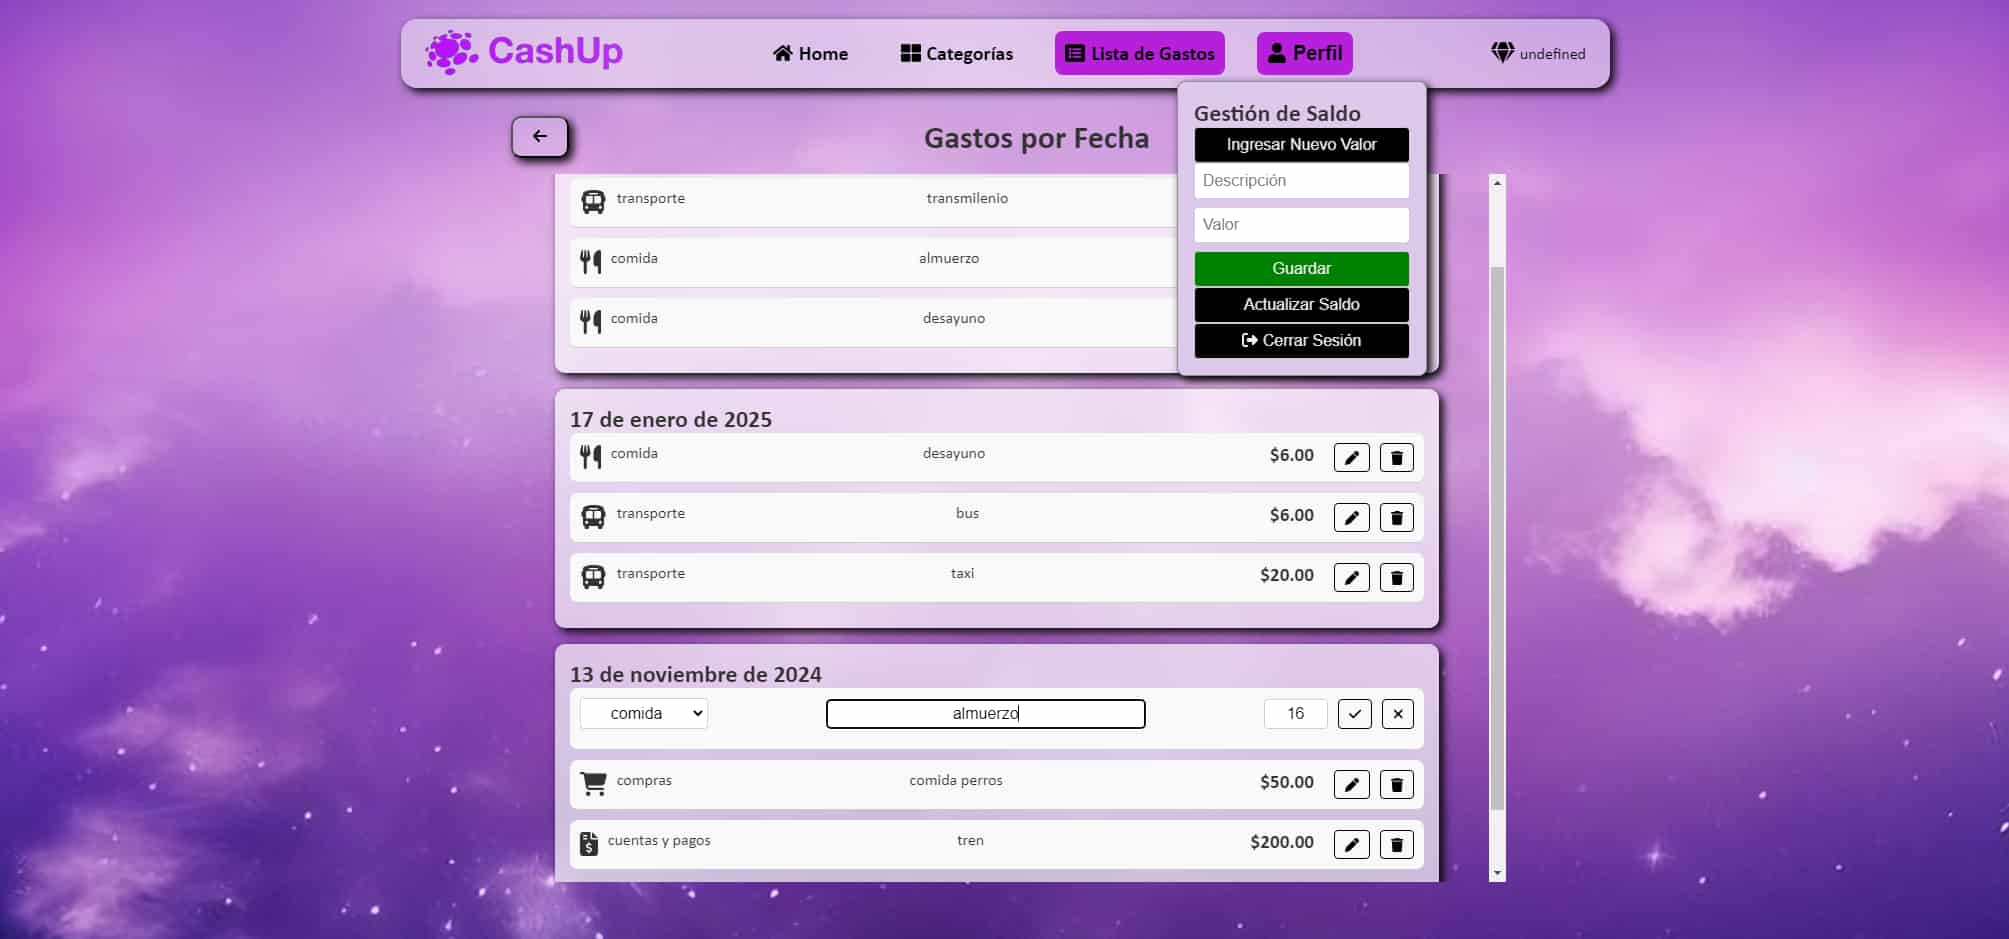 CashUp
Home
Categorías
Lista de Gastos
Perfil
undefined
Gestión de Saldo
Ingresar Nuevo Valor
Descripción
Valor
Guardar
Actualizar Saldo
Cerrar Sesión
Gastos por Fecha
transporte transmilenio
comida almuerzo
comida desayuno
17 de enero de 2025
comida desayuno $6.00
transporte bus $6.00
transporte taxi $20.00
13 de noviembre de 2024
comida almuerzo 16
compras comida perros $50.00
cuentas y pagos tren $200.00